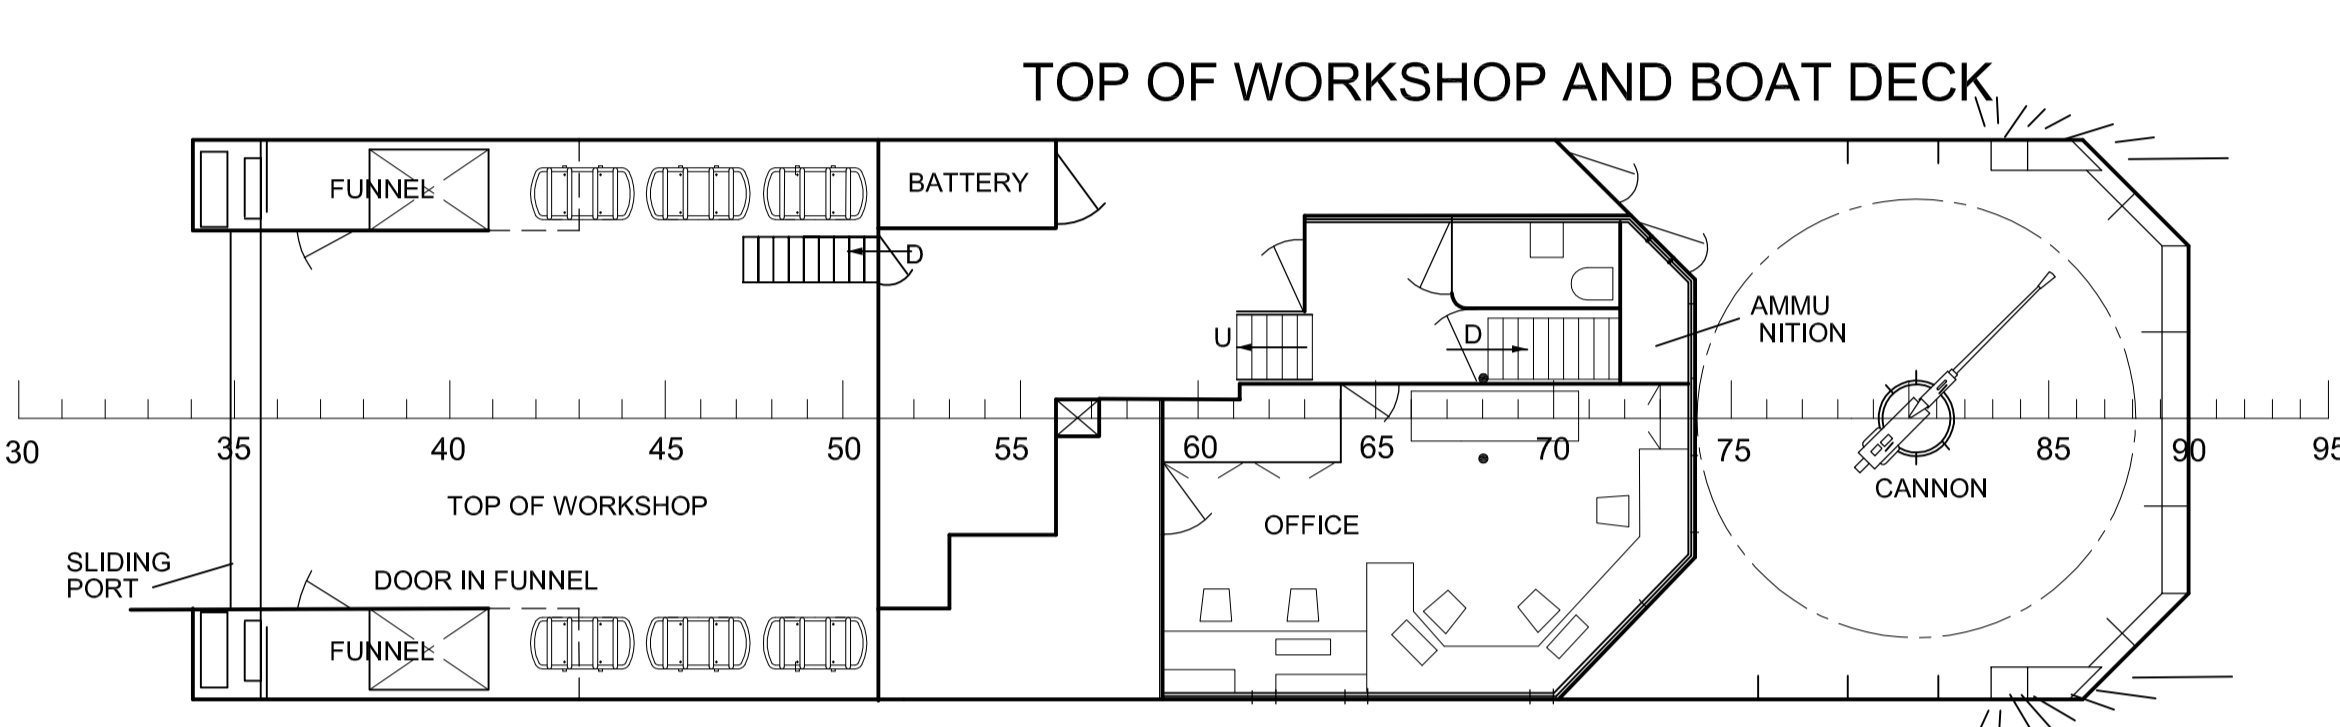 TOP OF WORKSHOP AND BOAT DECK
FUNNEL
BATTERY
D
AMMU
NITION
U
D
30 35 40 45 50 55 60 65 70 75 85 90 95
CANNON
TOP OF WORKSHOP
OFFICE
SLIDING
PORT
DOOR IN FUNNEL
FUNNEL